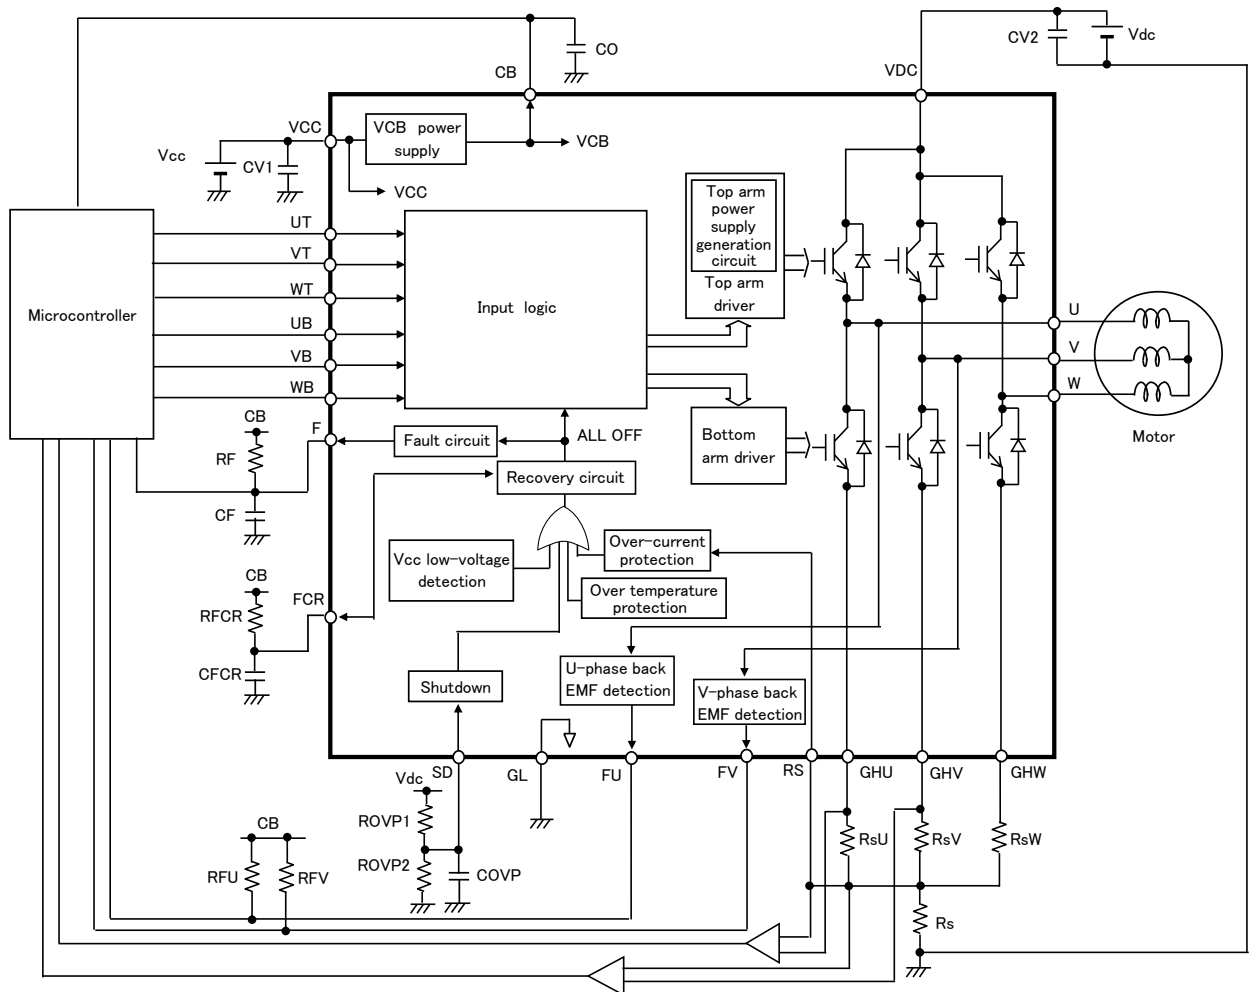 CO
CV2
Vdc
CB
VDC
VCC
VCB power
supply
VCB
Vcc
CV1
VCC
UT
VT
WT
UB
VB
WB
Microcontroller
Input logic
Top arm
power
supply
generation
circuit
Top arm
driver
U
V
W
Motor
CB
F
RF
CF
Fault circuit
ALL OFF
Bottom
arm driver
Recovery circuit
Vcc low-voltage
detection
Over-current
protection
Over temperature
protection
CB
FCR
RFCR
CFCR
Shutdown
U-phase back
EMF detection
V-phase back
EMF detection
Vdc
SD
GL
FU
FV
RS
GHU
GHV
GHW
ROVP1
ROVP2
COVP
CB
RFU
RFV
RsU
RsV
RsW
Rs